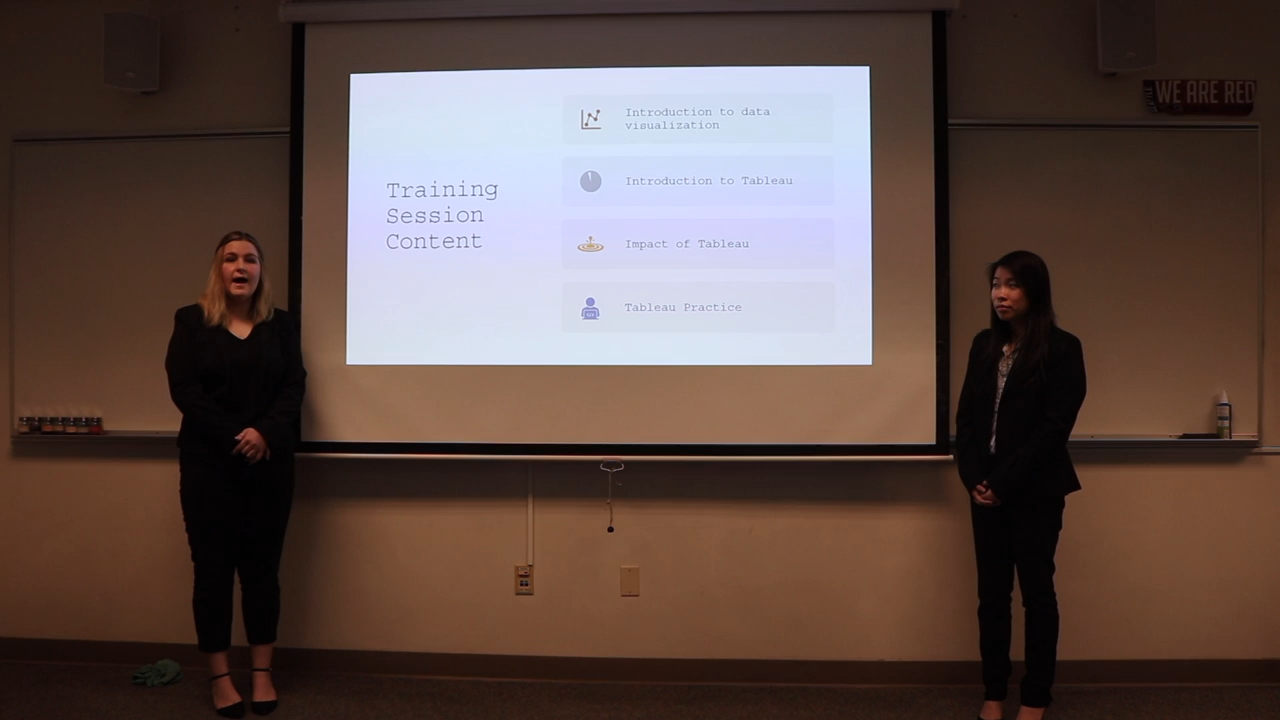 WE ARE RED
Training
Session
Content
Introduction to data
visualization
Introduction to Tableau
Impact of Tableau
Tableau Practice